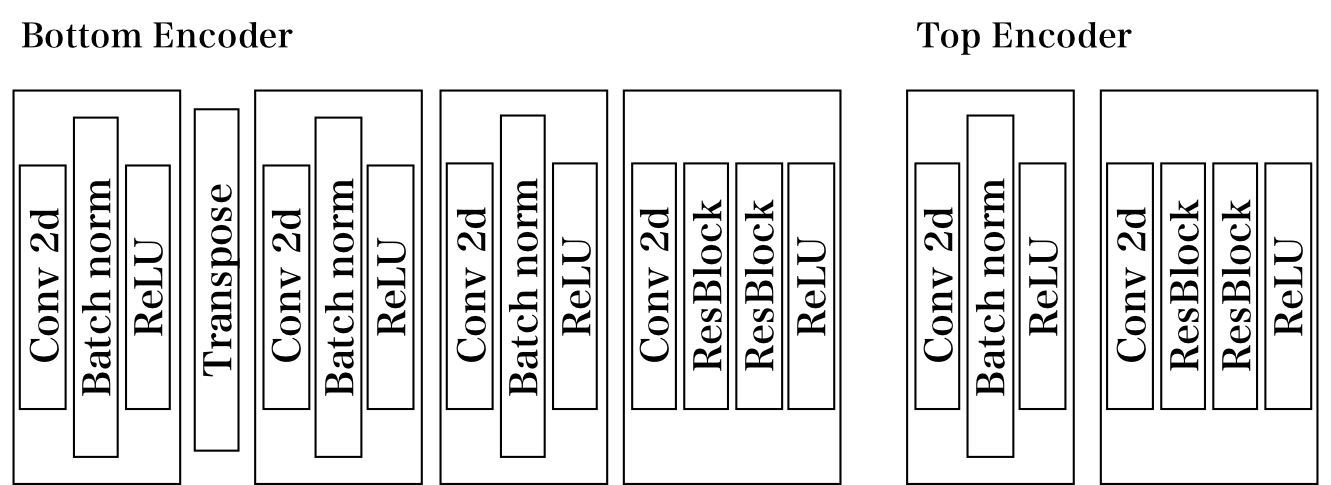 Bottom Encoder
Conv 2d
Batch norm
ReLU
Transpose
Conv 2d
Batch norm
ReLU
Conv 2d
Batch norm
ReLU
Conv 2d
ResBlock
ResBlock
ReLU
Top Encoder
Conv 2d
Batch norm
ReLU
Conv 2d
ResBlock
ResBlock
ReLU